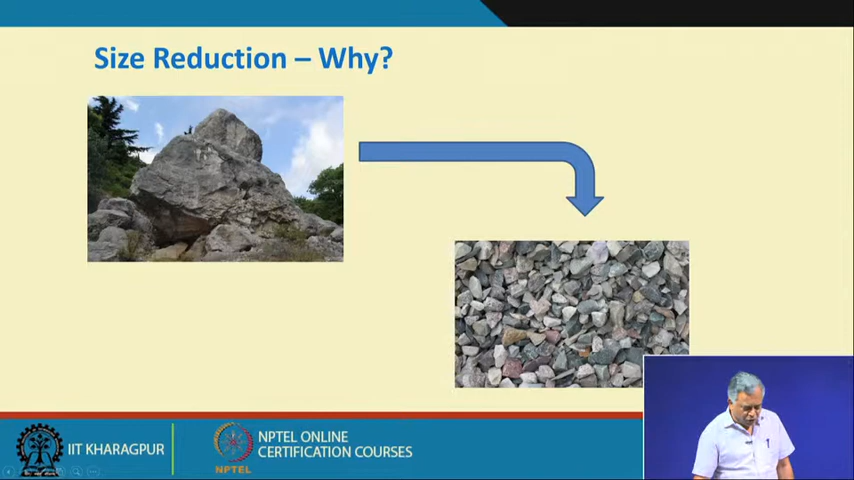 Size Reduction – Why?
IIT KHARAGPUR
NPTEL
NPTEL ONLINE
CERTIFICATION COURSES